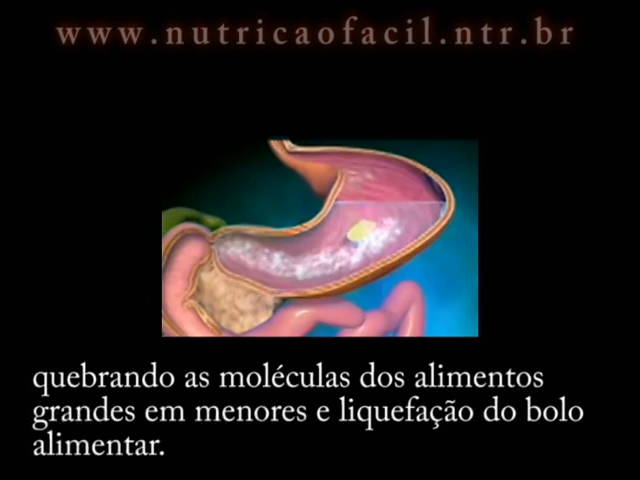 www.nutricaofacil.ntr.br
quebrando as moléculas dos alimentos
grandes em menores e liquefação do bolo
alimentar.